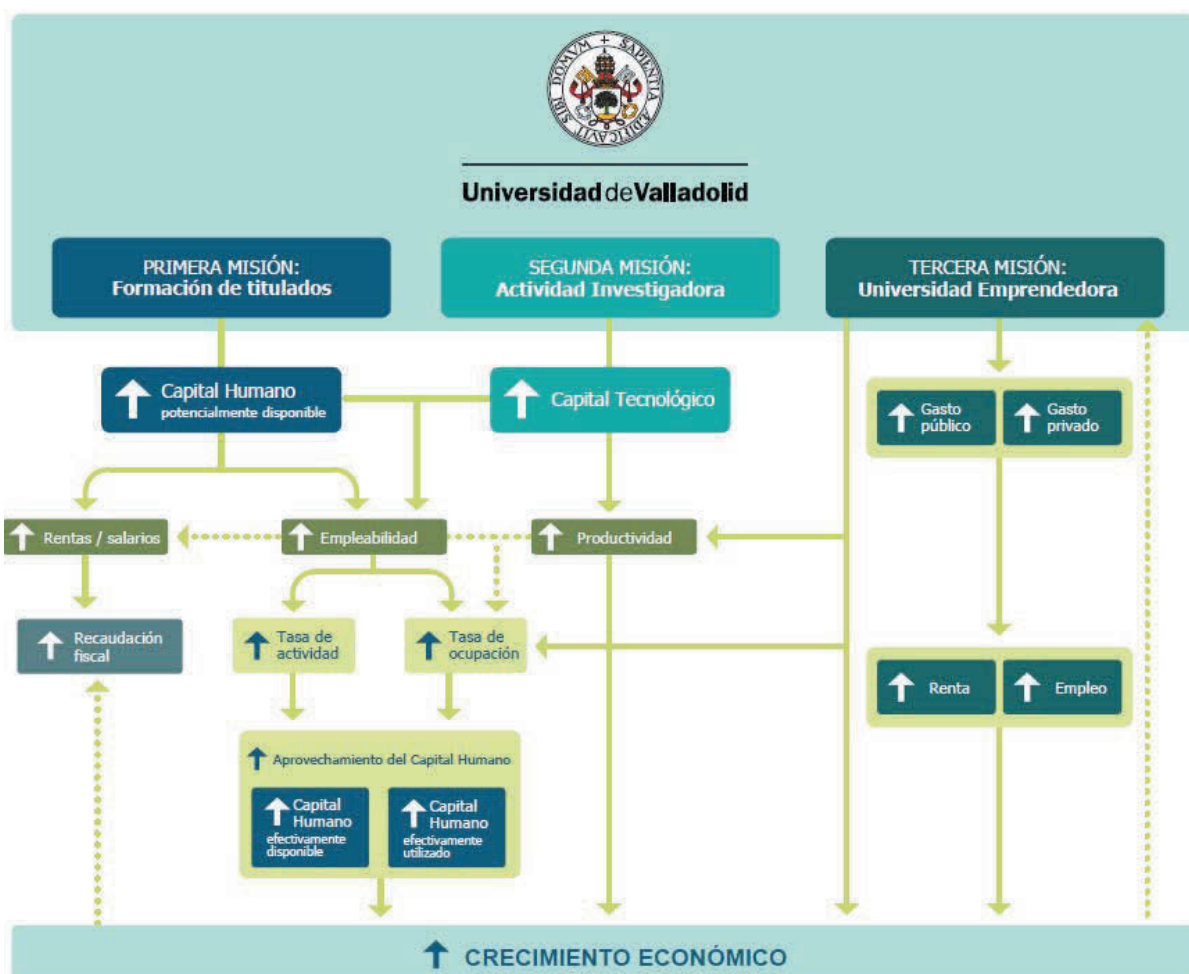 SIBI DOMVM + SAPIENTIA ÆDIFICAVIT
Universidad de Valladolid
PRIMERA MISIÓN:
Formación de titulados
SEGUNDA MISIÓN:
Actividad Investigadora
TERCERA MISIÓN:
Universidad Emprendedora
Capital Humano
potencialmente disponible
Capital Tecnológico
Gasto
público
Gasto
privado
Rentas / salarios
Empleabilidad
Productividad
Recaudación
fiscal
Tasa de
actividad
Tasa de
ocupación
Renta
Empleo
Aprovechamiento del Capital Humano
Capital
Humano
efectivamente
disponible
Capital
Humano
efectivamente
utilizado
CRECIMIENTO ECONÓMICO